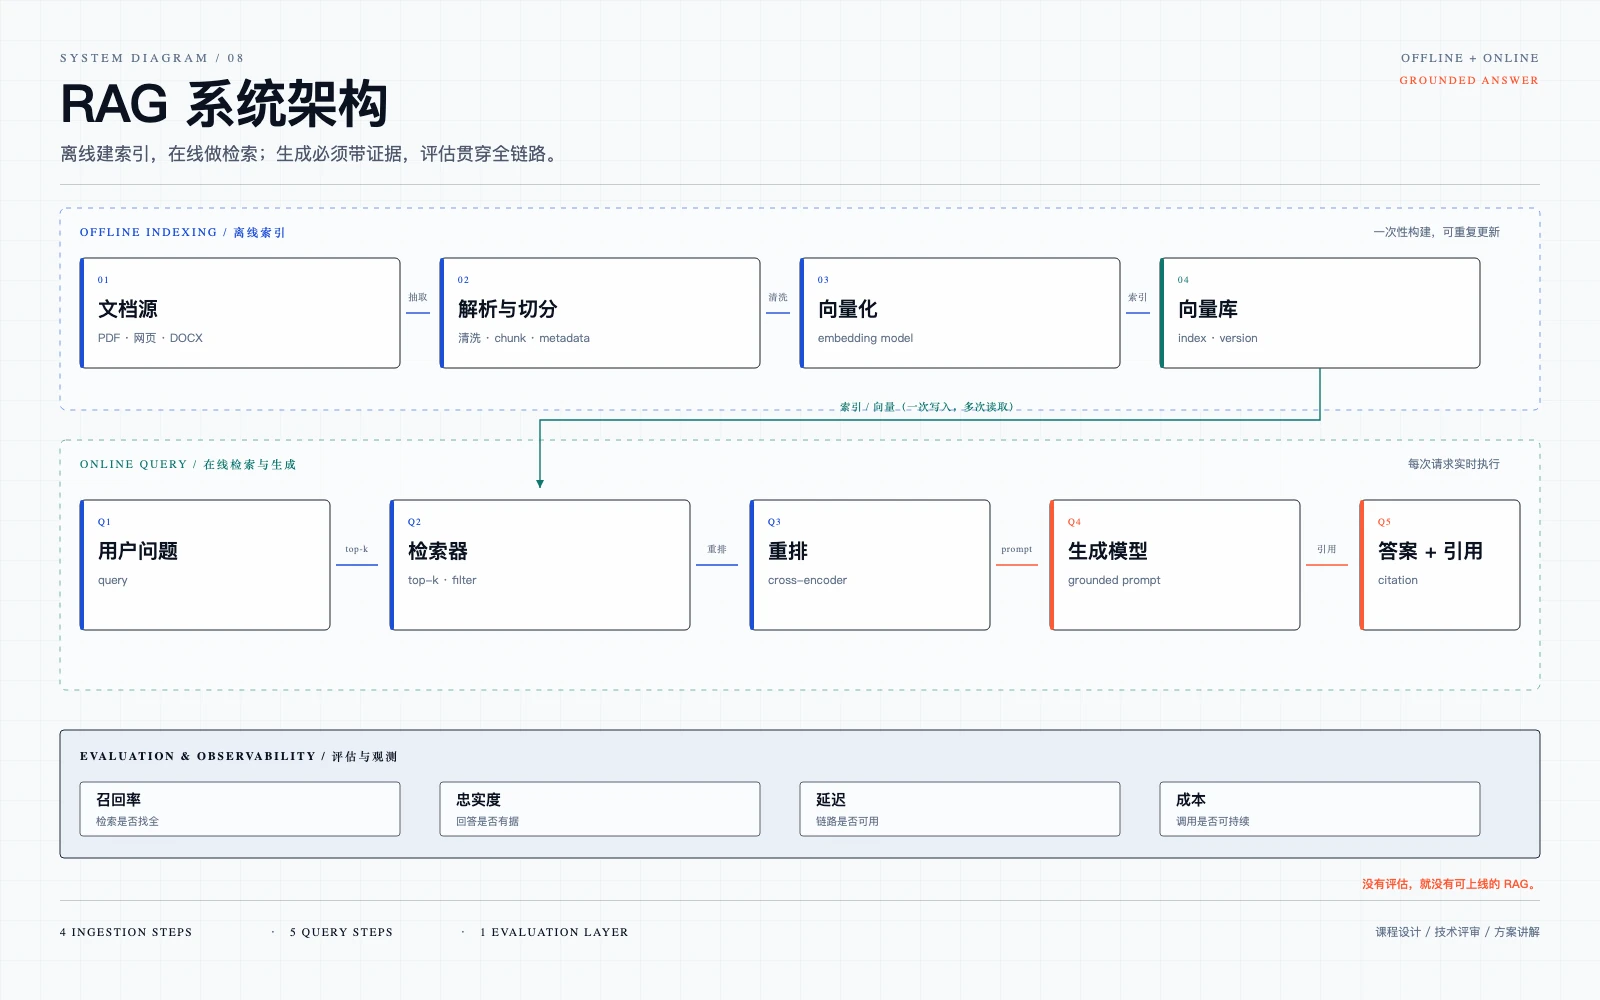 SYSTEM DIAGRAM / 08
OFFLINE + ONLINE
GROUNDED ANSWER
RAG 系统架构
离线建索引，在线做检索；生成必须带证据，评估贯穿全链路。
OFFLINE INDEXING / 离线索引
一次性构建，可重复更新
01
文档源
PDF · 网页 · DOCX
抽取
02
解析与切分
清洗 · chunk · metadata
清洗
03
向量化
embedding model
索引
04
向量库
index · version
索引 / 向量（一次写入，多次读取）
ONLINE QUERY / 在线检索与生成
每次请求实时执行
Q1
用户问题
query
top-k
Q2
检索器
top-k · filter
重排
Q3
重排
cross-encoder
prompt
Q4
生成模型
grounded prompt
引用
Q5
答案 + 引用
citation
EVALUATION & OBSERVABILITY / 评估与观测
召回率
检索是否找全
忠实度
回答是否有据
延迟
链路是否可用
成本
调用是否可持续
没有评估，就没有可上线的 RAG。
4 INGESTION STEPS · 5 QUERY STEPS · 1 EVALUATION LAYER
课程设计 / 技术评审 / 方案讲解